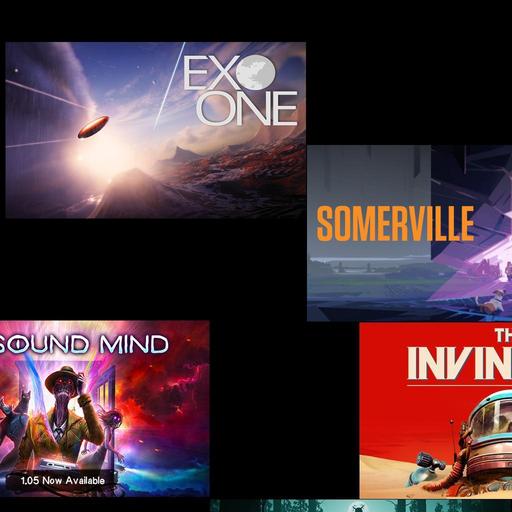 EXO
ONE
SOMERVILLE
SOUND MIND
1.05 Now Available
TH
INVIN